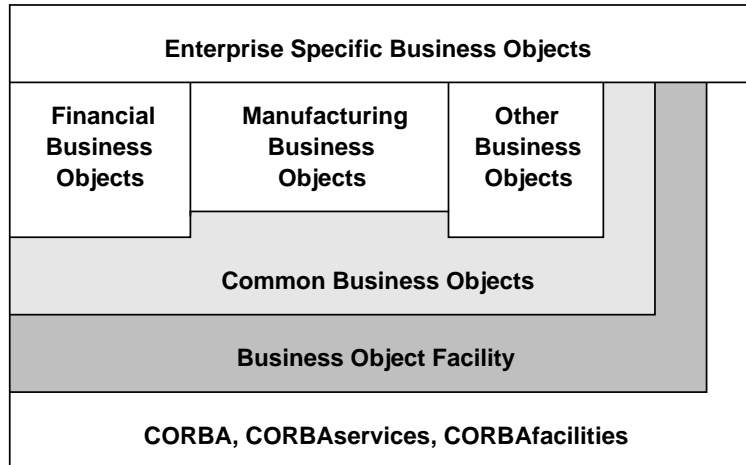 Enterprise Specific Business Objects
Financial
Business
Objects
Manufacturing
Business
Objects
Other
Business
Objects
Common Business Objects
Business Object Facility
CORBA, CORBAservices, CORBAfacilities